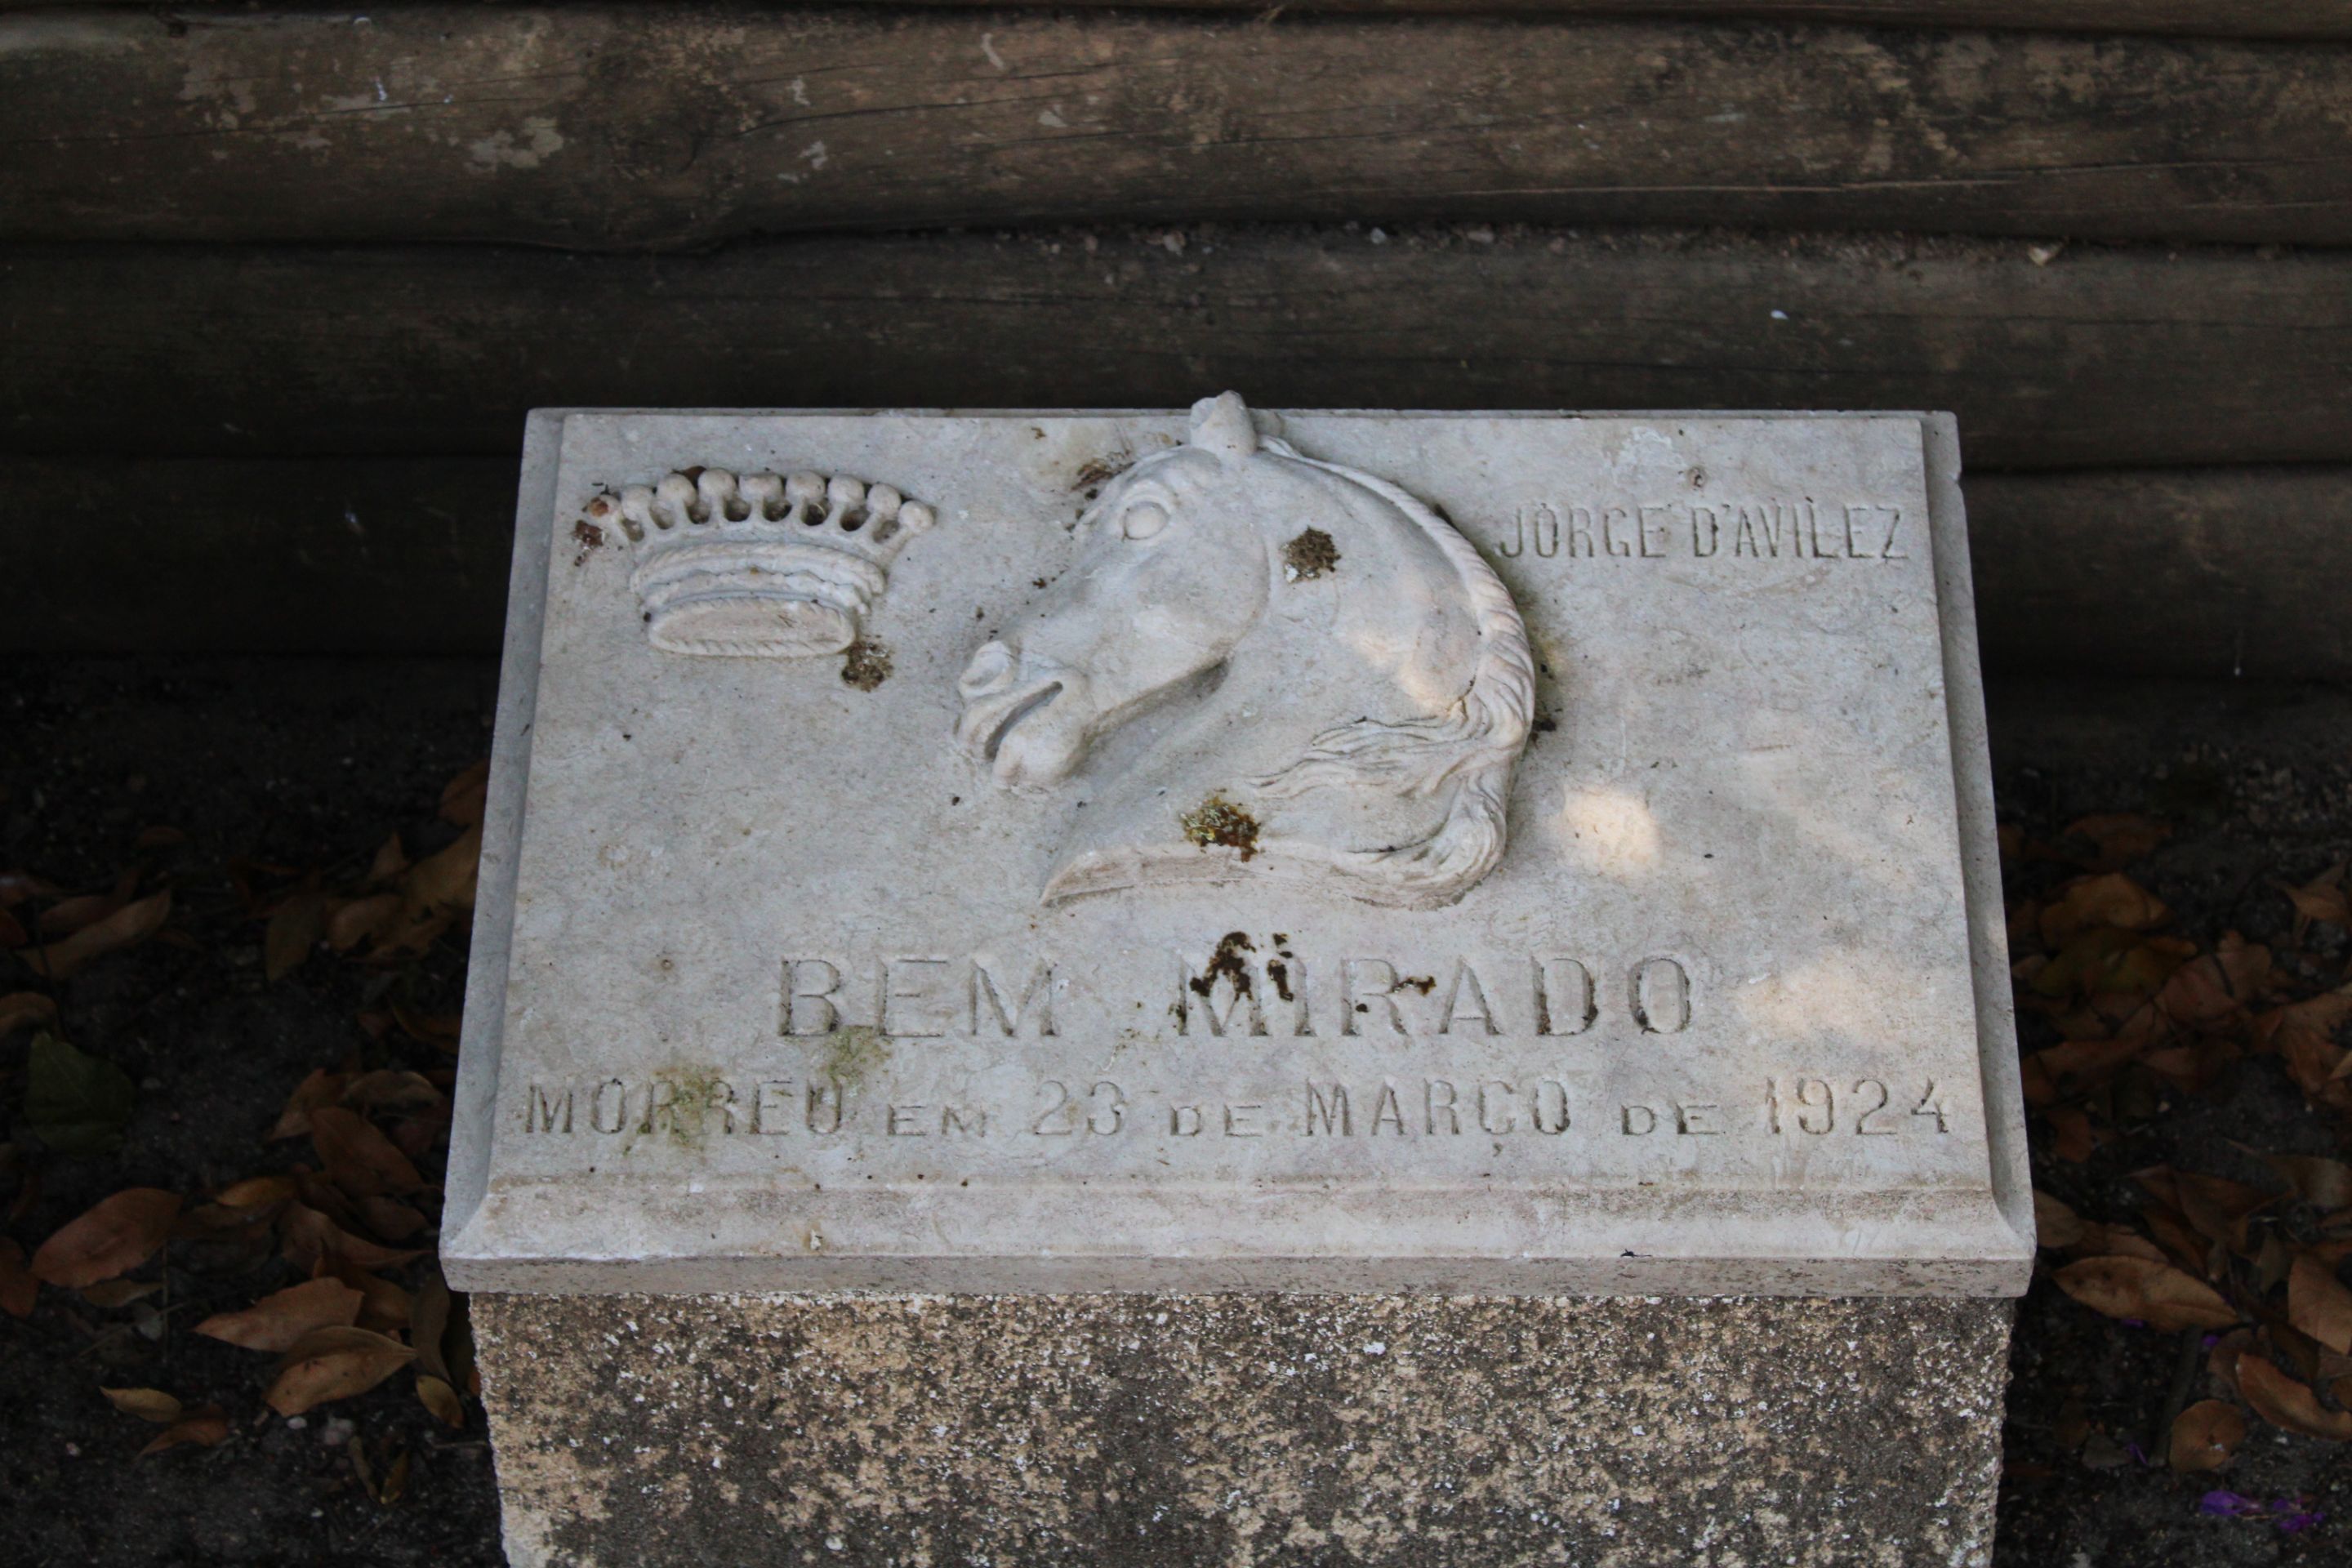 JORGE D'AVILEZ
BEM MIRADO
MORREU EM 23 DE MARÇO DE 1924